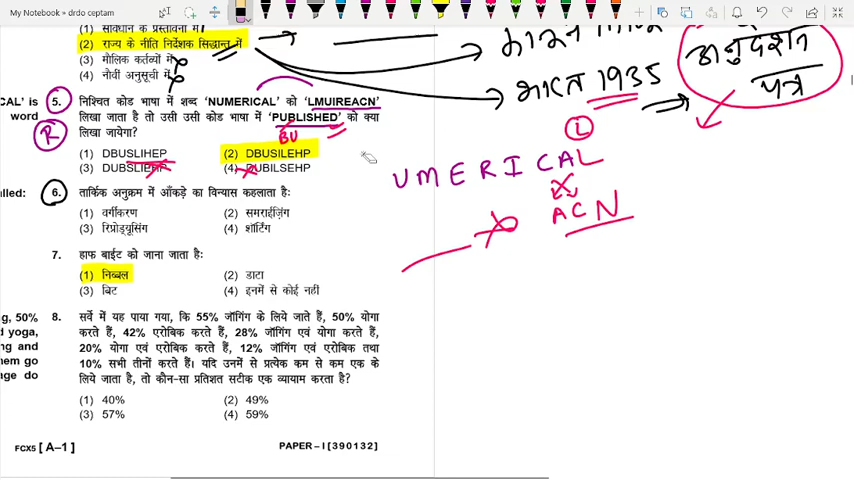 My Notebook » drdo ceptam
(1) संविधान के प्रस्तावना में
(2) राज्य के नीति निर्देशक सिद्धान्त में
(3) मौलिक कर्तव्यों में
(4) नौवीं अनुसूची में
भारत 1935
अनुदेशन
पत्र
CAL' is
word
5. निश्चित कोड भाषा में शब्द 'NUMERICAL' को 'LMUIREACN'
लिखा जाता है तो उसी उसी कोड भाषा में 'PUBLISHED' को क्या
लिखा जायेगा?
R
BU
(1) DBUSLIHEP (2) DBUSILEHP
(3) DUBSLIPEH (4) DUBILSEHP
L
UMERICAL
ACN
alled:
6. तार्किक अनुक्रम में आँकड़े का विन्यास कहलाता है:
(1) वर्गीकरण (2) समराईज़िंग
(3) रिप्रोड्यूसिंग (4) शॉर्टिंग
7. हाफ बाईट को जाना जाता है:
(1) निब्बल (2) डाटा
(3) बिट (4) इनमें से कोई नहीं
ng, 50%
d yoga,
ng and
hem go
age do
8. सर्वे में यह पाया गया, कि 55% जॉगिंग के लिये जाते हैं, 50% योगा
करते हैं, 42% एरोबिक करते हैं, 28% जॉगिंग एवं योगा करते हैं,
20% योगा एवं एरोबिक करते हैं, 12% जॉगिंग एवं एरोबिक तथा
10% सभी तीनों करते हैं। यदि उनमें से प्रत्येक कम से कम एक के
लिये जाता है, तो कौन-सा प्रतिशत सटीक एक व्यायाम करता है?
(1) 40% (2) 49%
(3) 57% (4) 59%
FCX5 [ A–1 ] PAPER – I [390132]